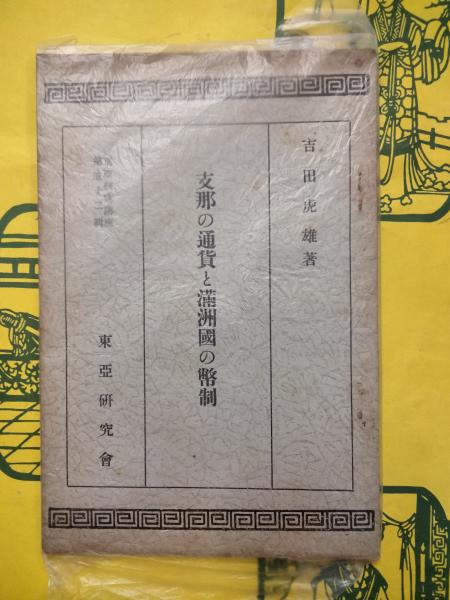 吉田虎雄著
支那の通貨と滿洲國の幣制
東亞研究會